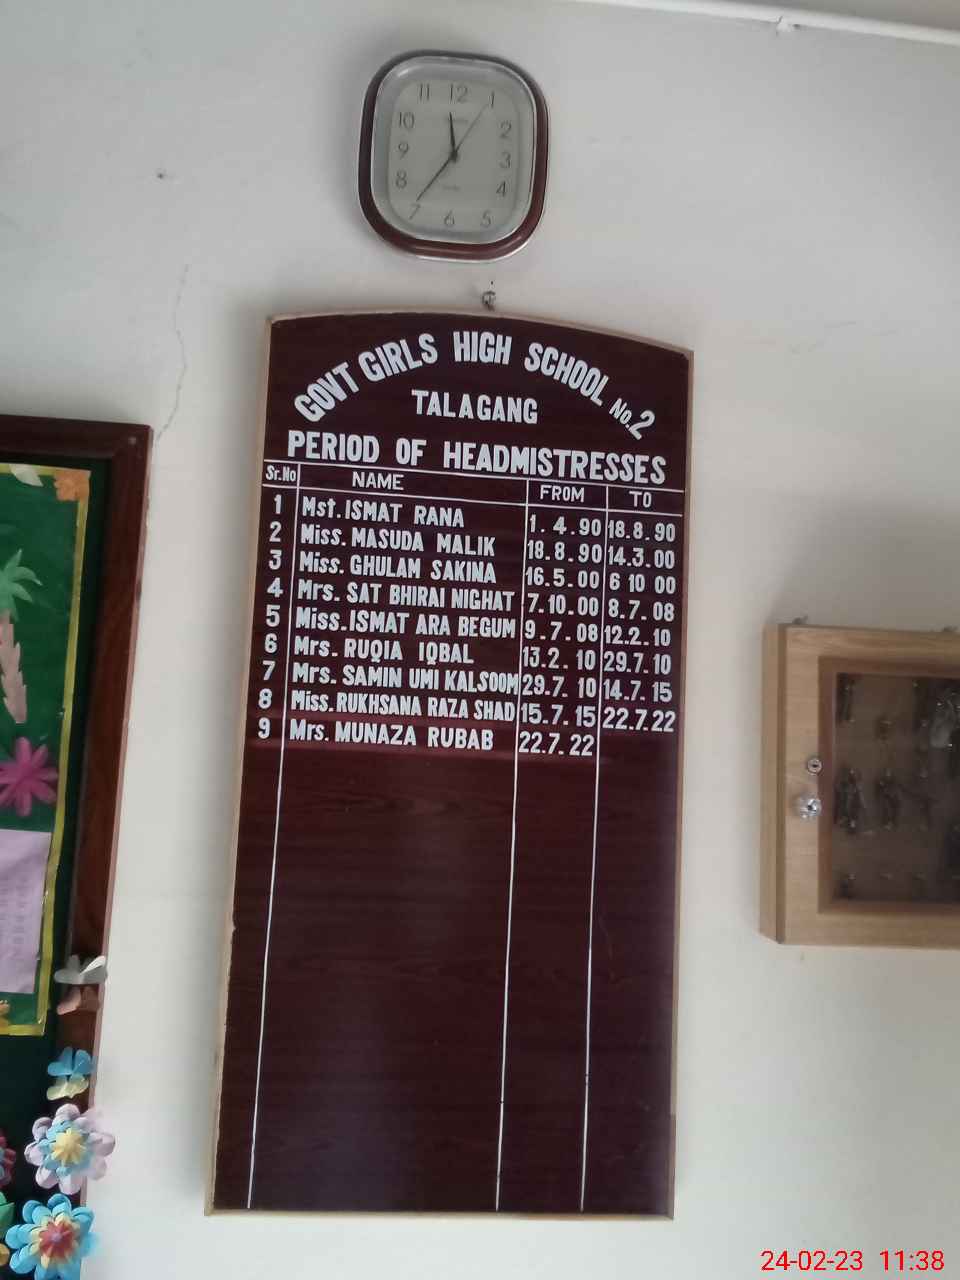 11 12 1
10 2
9 3
8 4
7 6 5
GOVT GIRLS HIGH SCHOOL No.2
TALAGANG
PERIOD OF HEADMISTRESSES
Sr.No NAME FROM TO
1 Mst. ISMAT RANA 1.4.90 18.8.90
2 Miss. MASUDA MALIK 18.8.90 14.3.00
3 Miss. GHULAM SAKINA 16.5.00 6 10 00
4 Mrs. SAT BHIRAI NIGHAT 7.10.00 8.7.08
5 Miss. ISMAT ARA BEGUM 9.7.08 12.2.10
6 Mrs. RUQIA IQBAL 13.2.10 29.7.10
7 Mrs. SAMIN UMI KALSOOM 29.7.10 14.7.15
8 Miss. RUKHSANA RAZA SHAD 15.7.15 22.7.22
9 Mrs. MUNAZA RUBAB 22.7.22
24-02-23 11:38